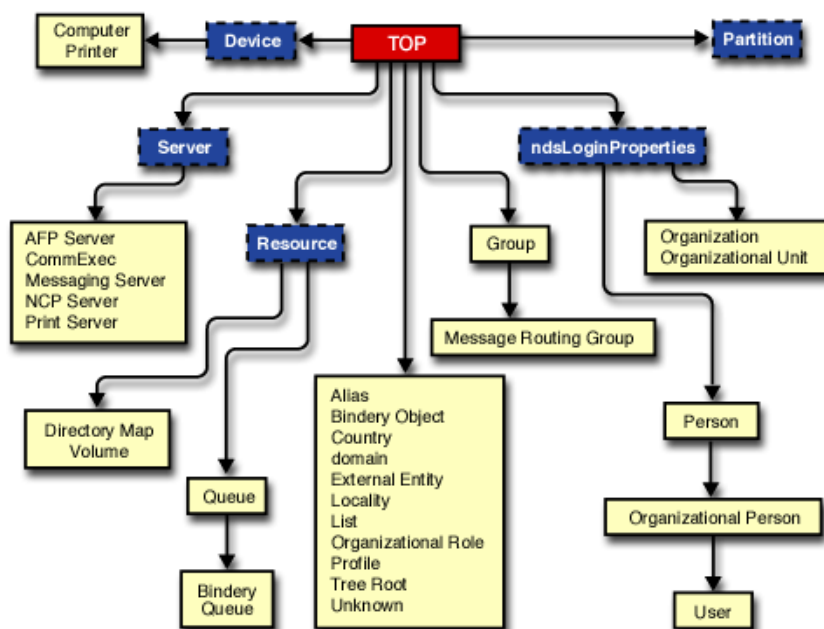 Computer
Printer
Device
TOP
Partition
Server
ndsLoginProperties
AFP Server
CommExec
Messaging Server
NCP Server
Print Server
Resource
Group
Organization
Organizational Unit
Message Routing Group
Directory Map
Volume
Alias
Bindery Object
Country
domain
External Entity
Locality
List
Organizational Role
Profile
Tree Root
Unknown
Person
Queue
Organizational Person
Bindery
Queue
User